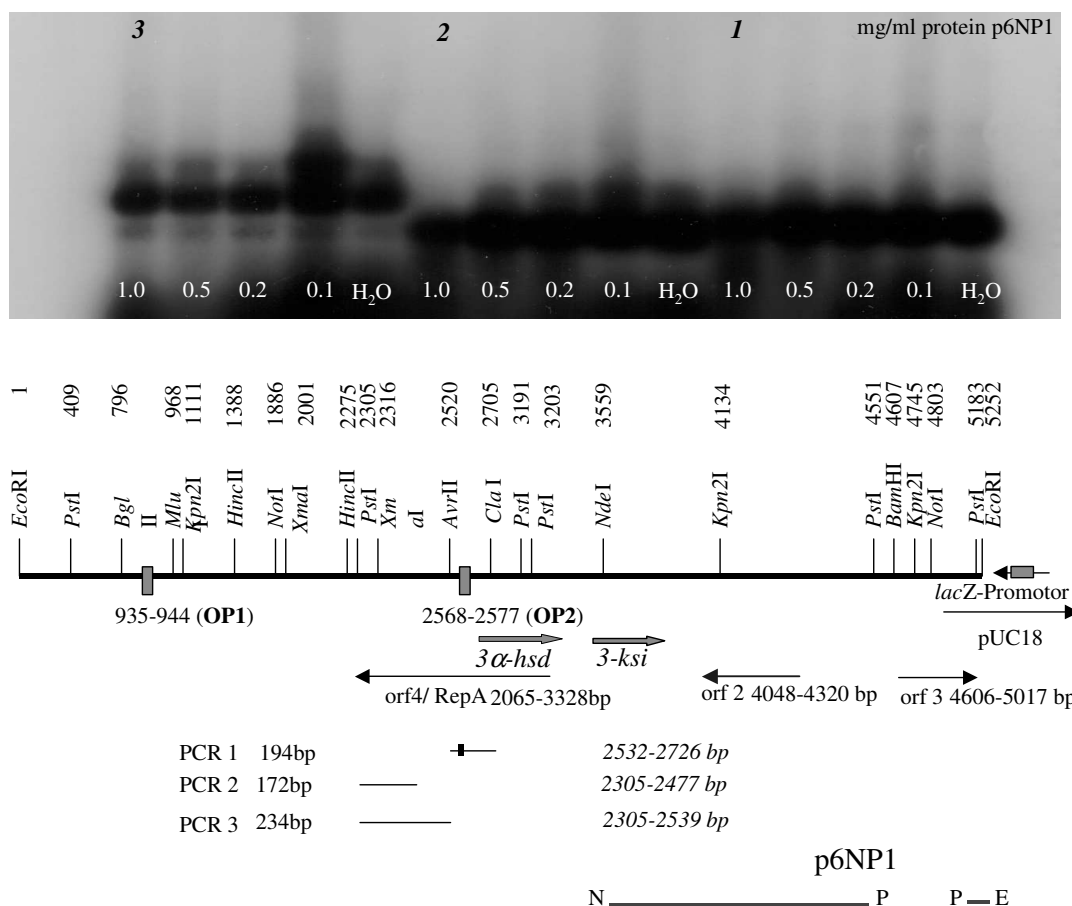 3 2 1 mg/ml protein p6NP1
1.0 0.5 0.2 0.1 H₂O 1.0 0.5 0.2 0.1 H₂O 1.0 0.5 0.2 0.1 H₂O
1 409 796 968 1111 1388 1886 2001 2275 2305 2316 2520 2705 3191 3203 3559 4134 4551 4607 4745 4803 5183 5252
EcoRI PstI Bgl II Mlu I Kpn2I HincII NotI XmaI HincII PstI Xm aI AvrII Cla I PstI PstI NdeI Kpn2I PstI BamHI Kpn2I NotI PstI EcoRI
lacZ-Promotor
935-944 (OP1) 2568-2577 (OP2)
pUC18
3α-hsd 3-ksi
orf4/ RepA 2065-3328bp orf 2 4048-4320 bp orf 3 4606-5017 bp
PCR 1 194bp 2532-2726 bp
PCR 2 172bp 2305-2477 bp
PCR 3 234bp 2305-2539 bp
p6NP1
N P P E